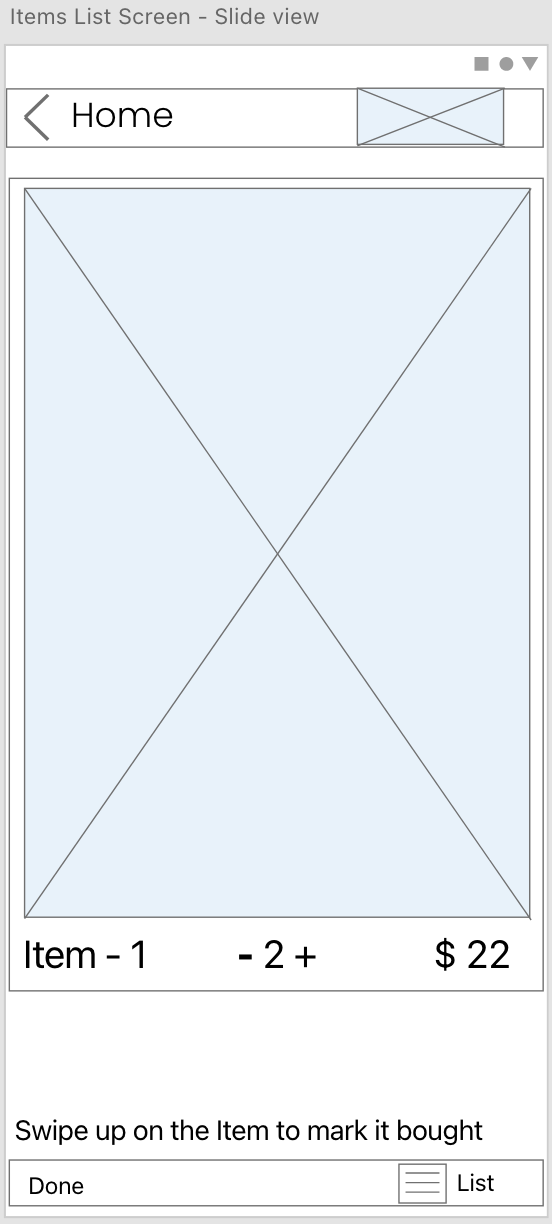 Items List Screen - Slide view
Home
Item - 1 - 2 + $ 22
Swipe up on the Item to mark it bought
Done List